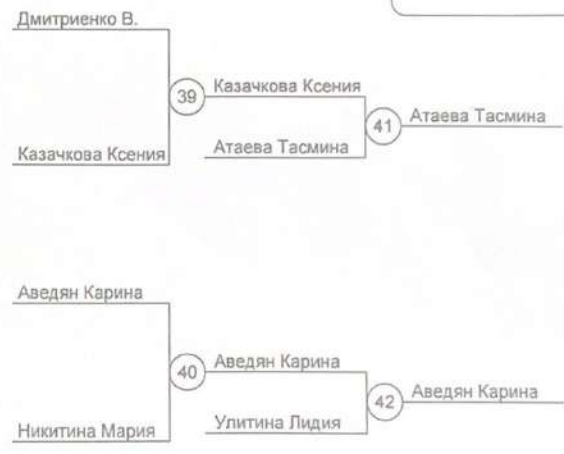 Дмитриенко В.
39
Казачкова Ксения
41
Атаева Тасмина
Казачкова Ксения
Атаева Тасмина
Аведян Карина
40
Аведян Карина
42
Аведян Карина
Никитина Мария
Улитина Лидия